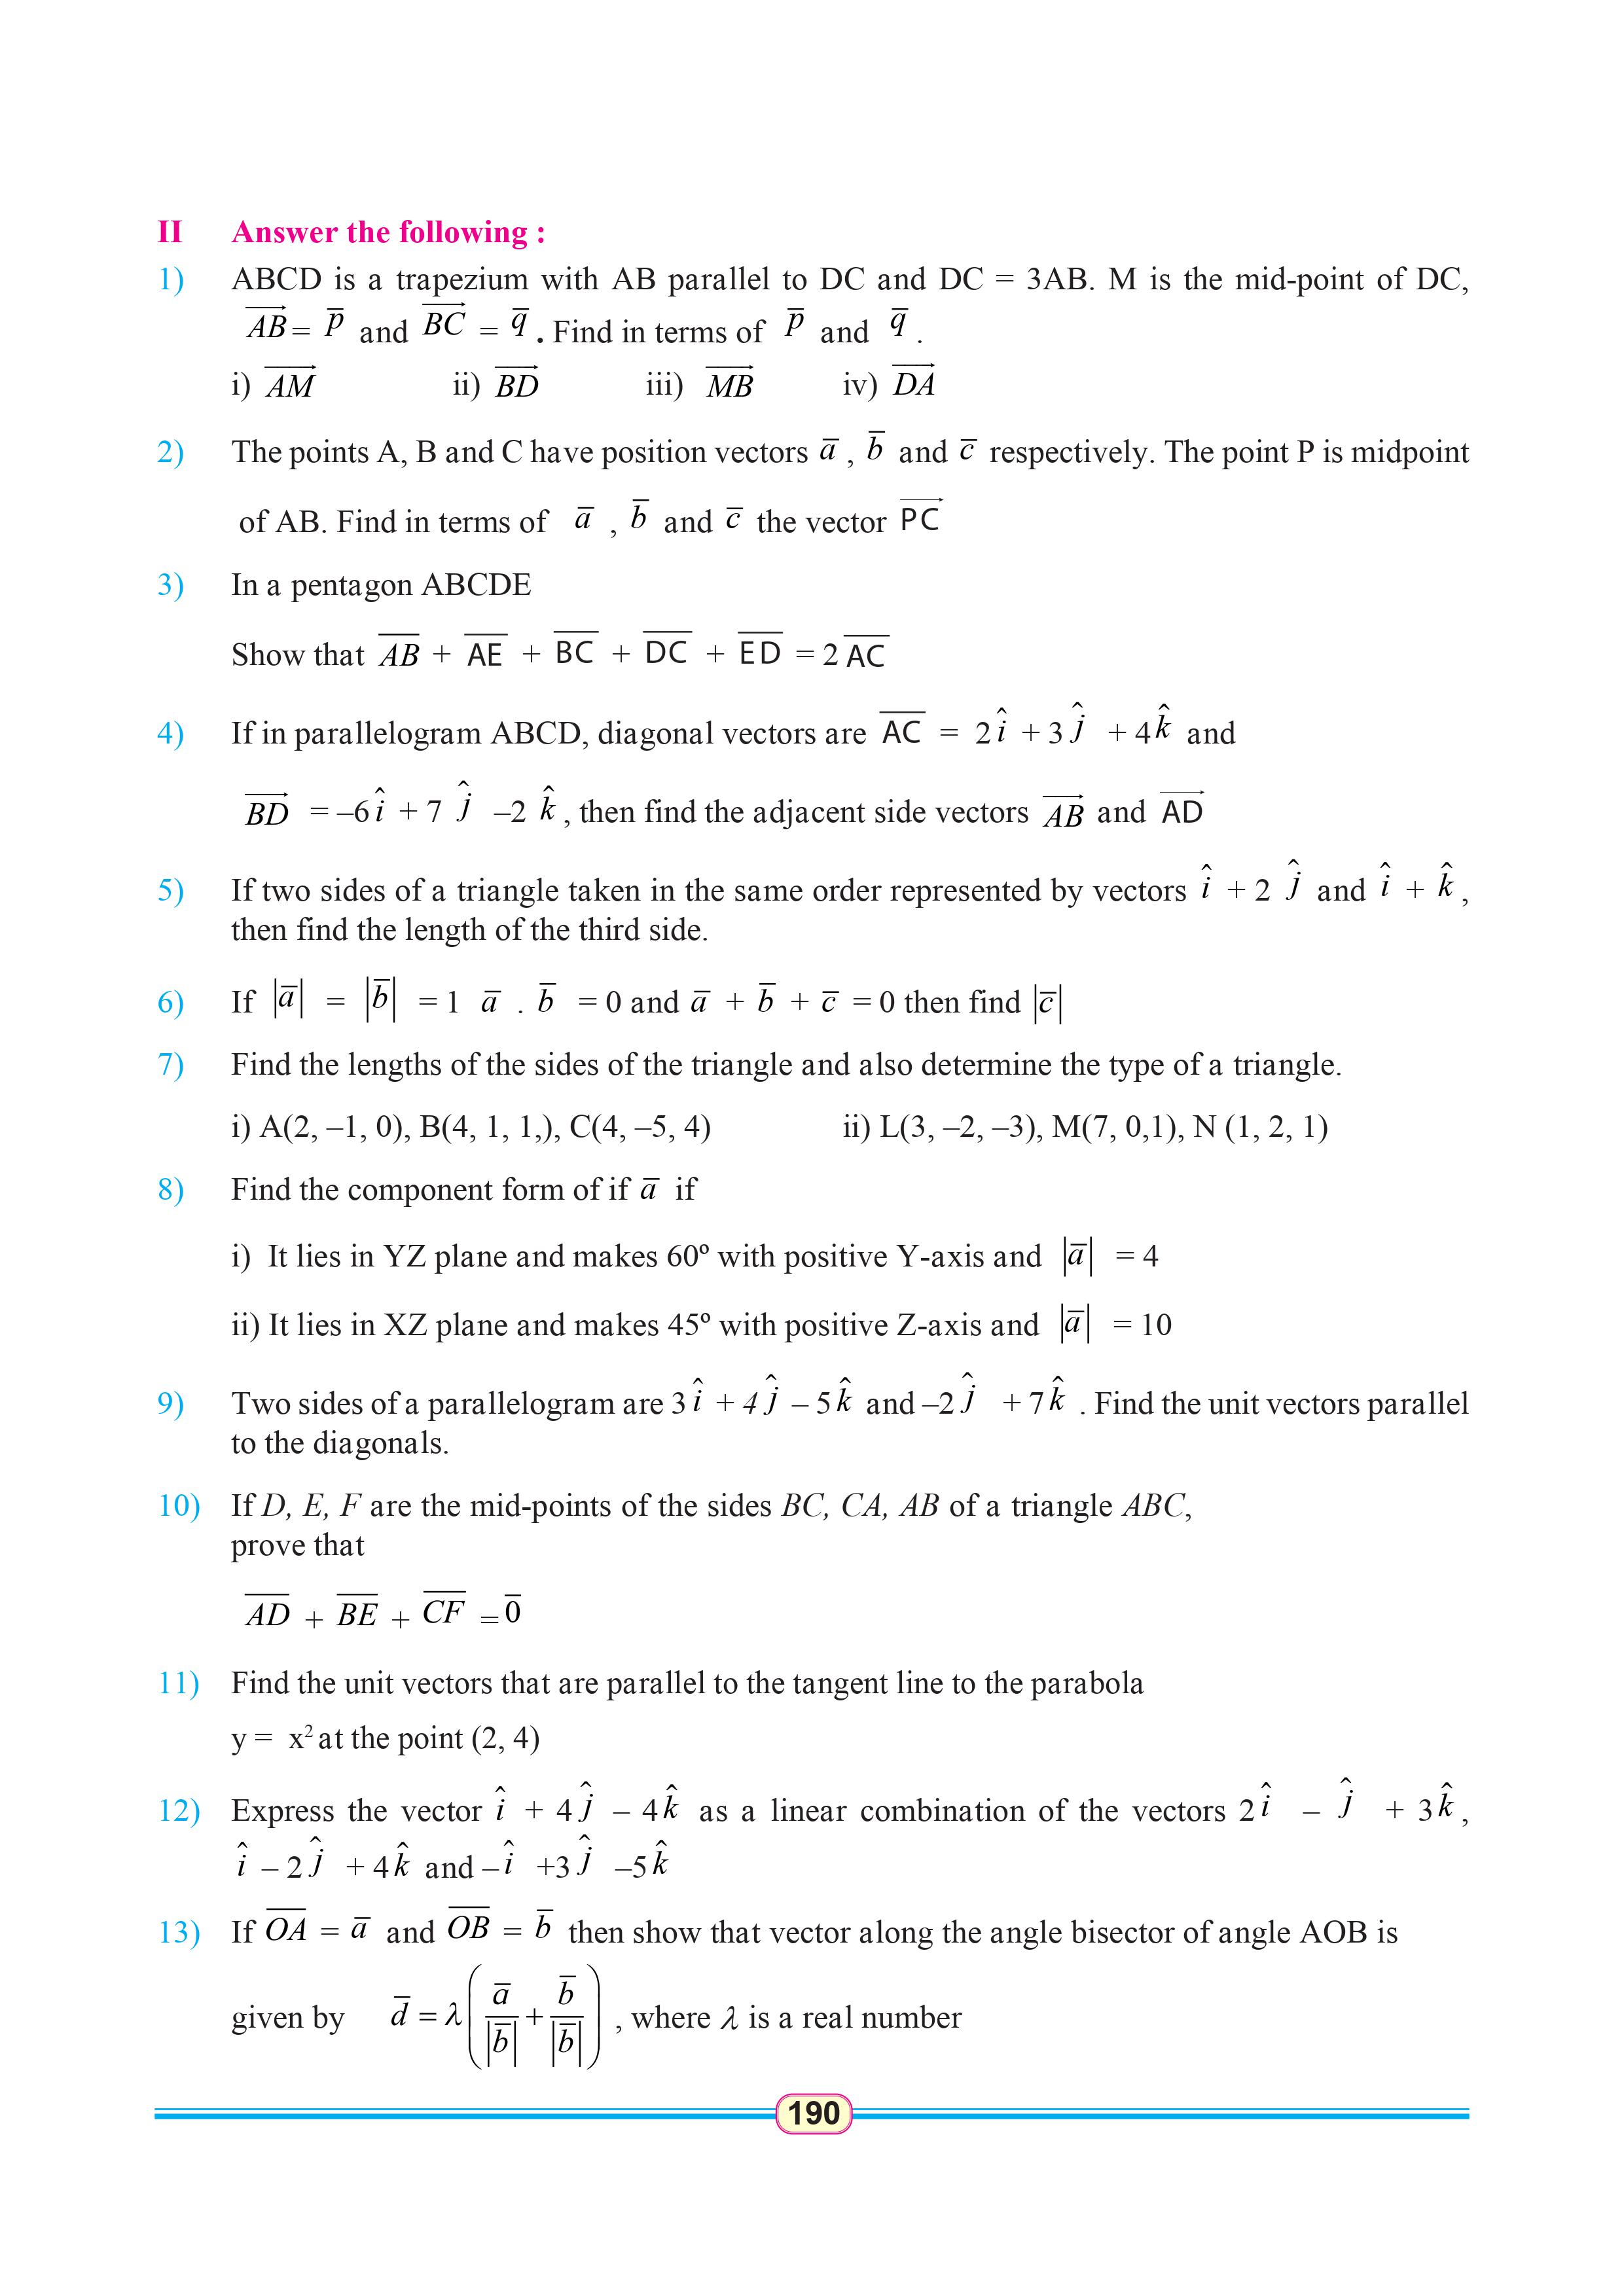 II Answer the following :
1) ABCD is a trapezium with AB parallel to DC and DC = 3AB. M is the mid-point of DC,
$\overrightarrow{AB}$ = $\bar{p}$ and $\overrightarrow{BC}$ = $\bar{q}$ . Find in terms of $\bar{p}$ and $\bar{q}$ .
i) $\overrightarrow{AM}$ ii) $\overrightarrow{BD}$ iii) $\overrightarrow{MB}$ iv) $\overrightarrow{DA}$
2) The points A, B and C have position vectors $\bar{a}$ , $\bar{b}$ and $\bar{c}$ respectively. The point P is midpoint
of AB. Find in terms of $\bar{a}$ , $\bar{b}$ and $\bar{c}$ the vector $\overrightarrow{PC}$
3) In a pentagon ABCDE
Show that $\overline{AB}$ + $\overline{AE}$ + $\overline{BC}$ + $\overline{DC}$ + $\overline{ED}$ = 2 $\overline{AC}$
4) If in parallelogram ABCD, diagonal vectors are $\overline{AC}$ = 2$\hat{i}$ + 3$\hat{j}$ + 4$\hat{k}$ and
$\overrightarrow{BD}$ = –6$\hat{i}$ + 7$\hat{j}$ –2$\hat{k}$ , then find the adjacent side vectors $\overrightarrow{AB}$ and $\overrightarrow{AD}$
5) If two sides of a triangle taken in the same order represented by vectors $\hat{i}$ + 2$\hat{j}$ and $\hat{i}$ + $\hat{k}$ ,
then find the length of the third side.
6) If $|\bar{a}|$ = $|\bar{b}|$ = 1 $\bar{a}$ . $\bar{b}$ = 0 and $\bar{a}$ + $\bar{b}$ + $\bar{c}$ = 0 then find $|\bar{c}|$
7) Find the lengths of the sides of the triangle and also determine the type of a triangle.
i) A(2, –1, 0), B(4, 1, 1,), C(4, –5, 4) ii) L(3, –2, –3), M(7, 0,1), N (1, 2, 1)
8) Find the component form of if $\bar{a}$ if
i) It lies in YZ plane and makes 60º with positive Y-axis and $|\bar{a}|$ = 4
ii) It lies in XZ plane and makes 45º with positive Z-axis and $|\bar{a}|$ = 10
9) Two sides of a parallelogram are 3$\hat{i}$ + 4$\hat{j}$ – 5$\hat{k}$ and –2$\hat{j}$ + 7$\hat{k}$ . Find the unit vectors parallel
to the diagonals.
10) If D, E, F are the mid-points of the sides BC, CA, AB of a triangle ABC,
prove that
$\overline{AD}$ + $\overline{BE}$ + $\overline{CF}$ = $\bar{0}$
11) Find the unit vectors that are parallel to the tangent line to the parabola
y = x² at the point (2, 4)
12) Express the vector $\hat{i}$ + 4$\hat{j}$ – 4$\hat{k}$ as a linear combination of the vectors 2$\hat{i}$ – $\hat{j}$ + 3$\hat{k}$ ,
$\hat{i}$ – 2$\hat{j}$ + 4$\hat{k}$ and –$\hat{i}$ +3$\hat{j}$ –5$\hat{k}$
13) If $\overline{OA}$ = $\bar{a}$ and $\overline{OB}$ = $\bar{b}$ then show that vector along the angle bisector of angle AOB is
given by $\bar{d} = \lambda\left(\frac{\bar{a}}{|\bar{b}|}+\frac{\bar{b}}{|\bar{b}|}\right)$ , where λ is a real number
190